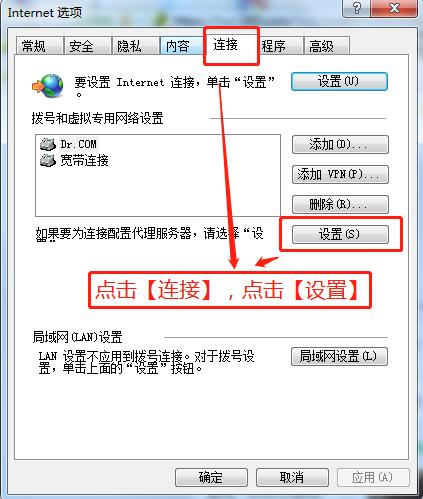 Internet 选项
常规 安全 隐私 内容 连接 程序 高级
要设置 Internet 连接，单击“设置” 设置(U)
。
拨号和虚拟专用网络设置
Dr.COM 添加(D)...
宽带连接
添加 VPN(P)...
删除(R)...
如果要为连接配置代理服务器，请选择“设 设置(S)
点击【连接】，点击【设置】
局域网(LAN)设置
LAN 设置不应用到拨号连接。对于拨号设 局域网设置(L)
置，单击上面的“设置”按钮。
确定 取消 应用(A)